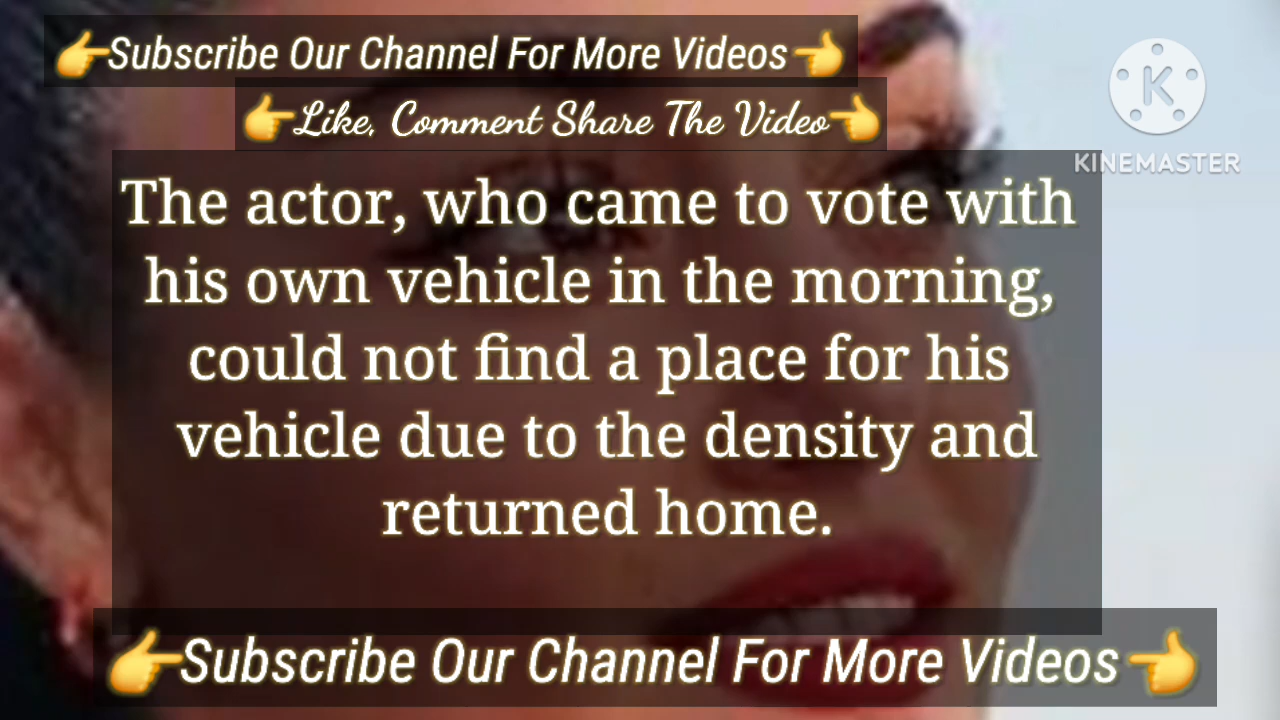 👉Subscribe Our Channel For More Videos👈
👉Like, Comment Share The Video👈
K
KINEMASTER
The actor, who came to vote with
his own vehicle in the morning,
could not find a place for his
vehicle due to the density and
returned home.
👉Subscribe Our Channel For More Videos👈